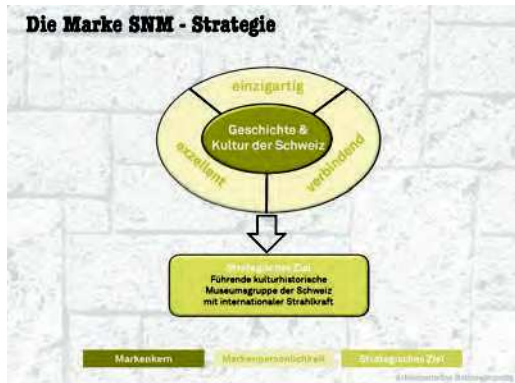 Die Marke SNM - Strategie
einzigartig
Geschichte &
Kultur der Schweiz
exzellent
verbindend
Strategisches Ziel
Führende kulturhistorische
Museumsgruppe der Schweiz
mit internationaler Strahlkraft
Markenkern
Markenpersönlichkeit
Strategisches Ziel